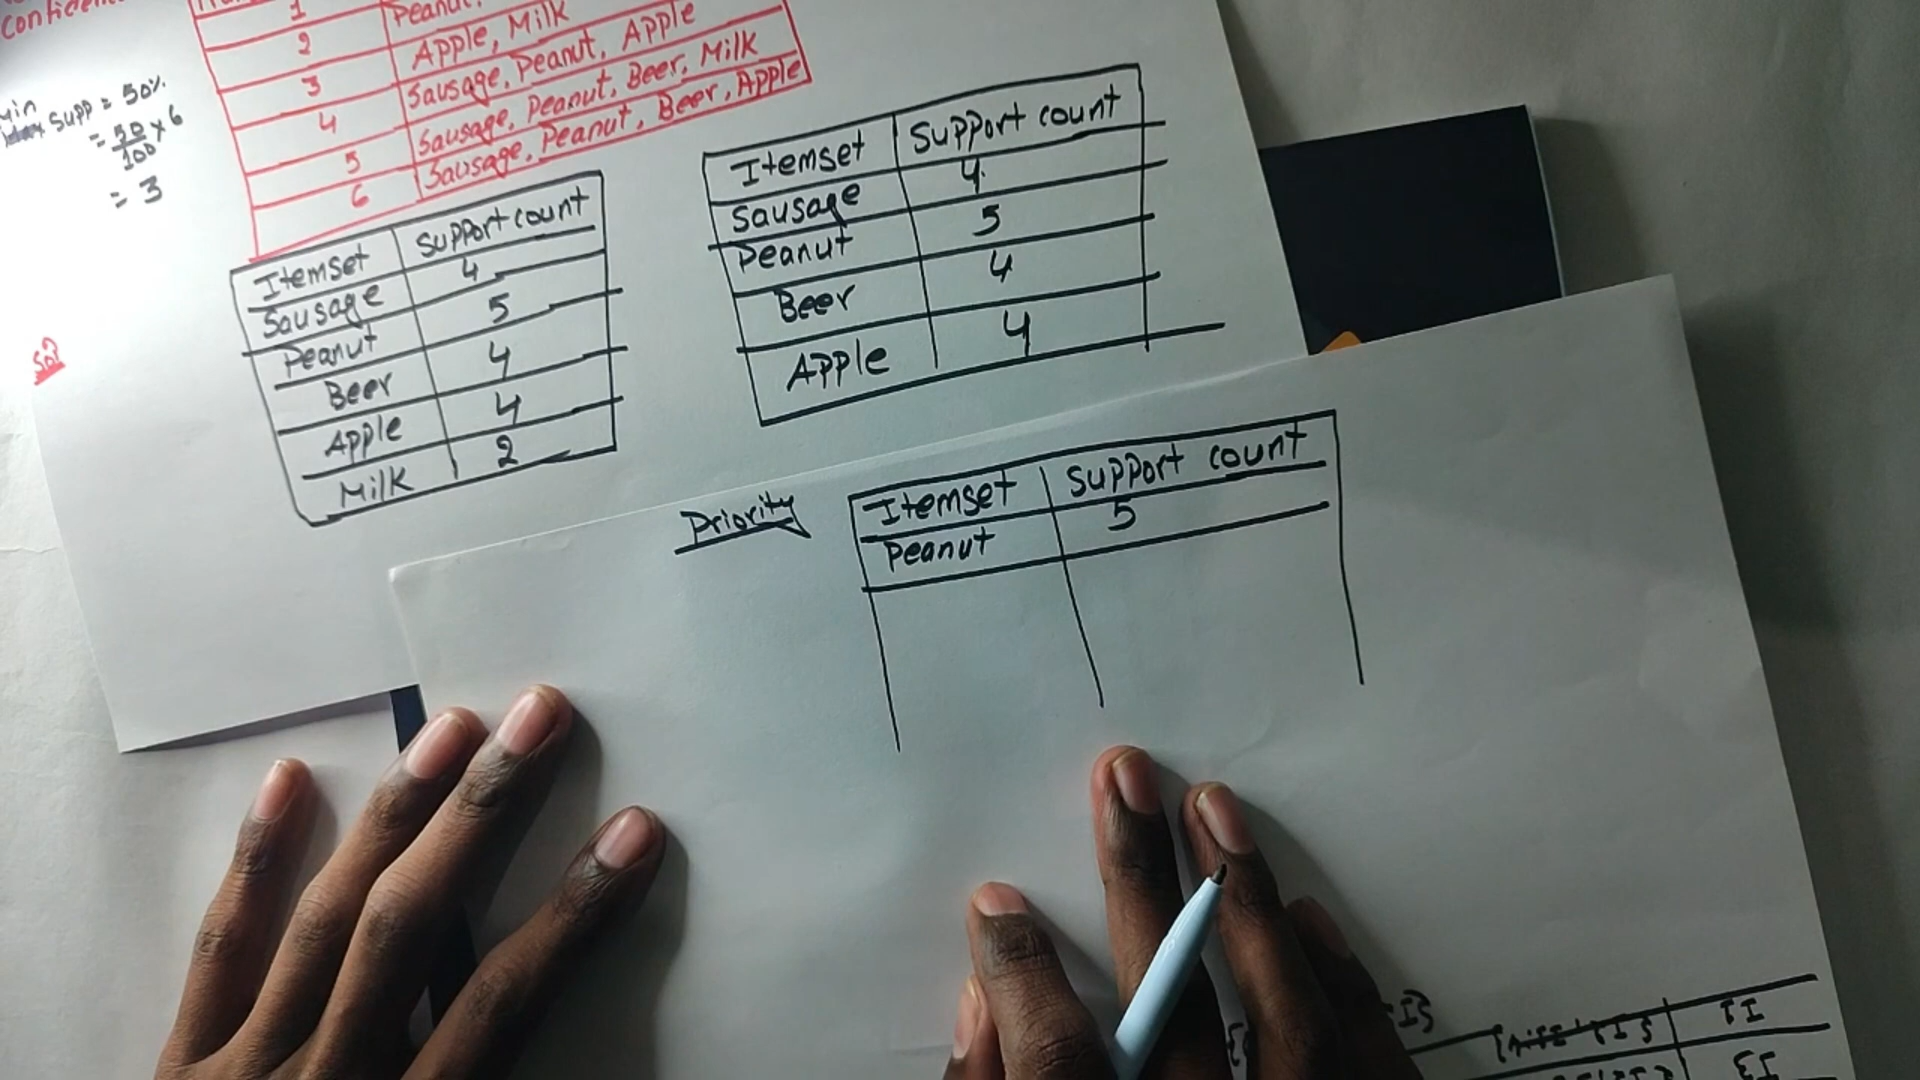 Confidence
1 Peanut,
2 Apple, Milk
3 Sausage, Peanut, Apple
4 Sausage, Peanut, Beer, Milk
5 Sausage, Peanut, Beer, Apple
6
Min
Supp = 50%
= 50/100 x 6
= 3
Sol
Itemset Support count
Sausage 4
Peanut 5
Beer 4
Apple 4
Milk 2
Itemset Support count
Sausage 4
Peanut 5
Beer 4
Apple 4
Priority
Itemset Support count
Peanut 5
I1
I3